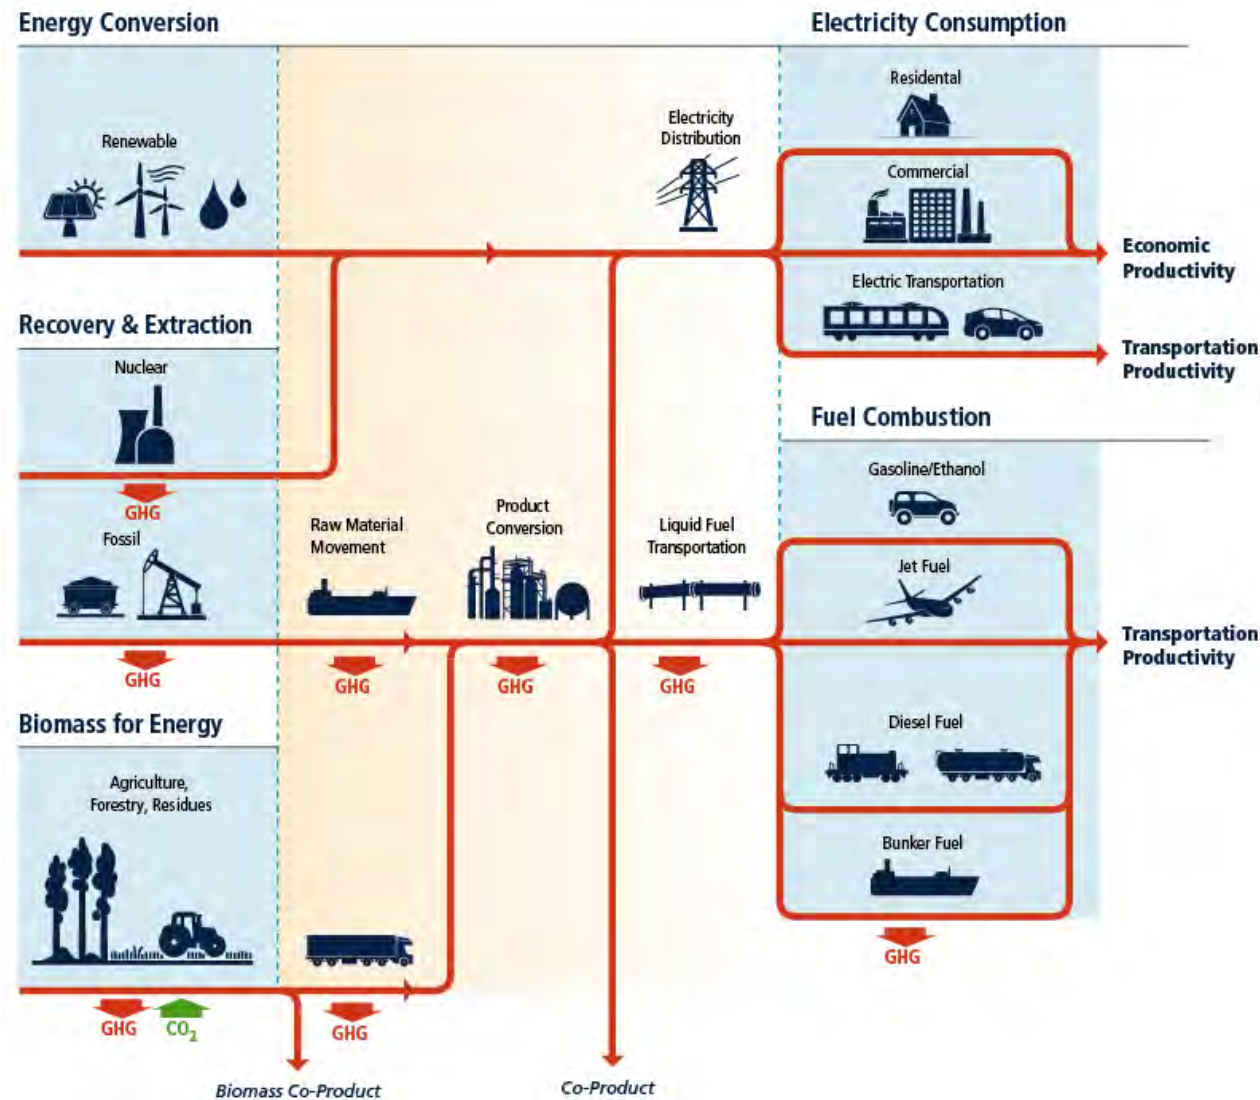 Energy Conversion
Electricity Consumption
Residental
Renewable
Electricity
Distribution
Commercial
Economic
Productivity
Electric Transportation
Recovery & Extraction
Transportation
Productivity
Nuclear
GHG
Fuel Combustion
Gasoline/Ethanol
Fossil
Raw Material
Movement
Product
Conversion
Liquid Fuel
Transportation
Jet Fuel
Transportation
Productivity
GHG
GHG
GHG
GHG
Biomass for Energy
Diesel Fuel
Agriculture,
Forestry, Residues
Bunker Fuel
GHG
GHG
CO₂
GHG
Biomass Co-Product
Co-Product